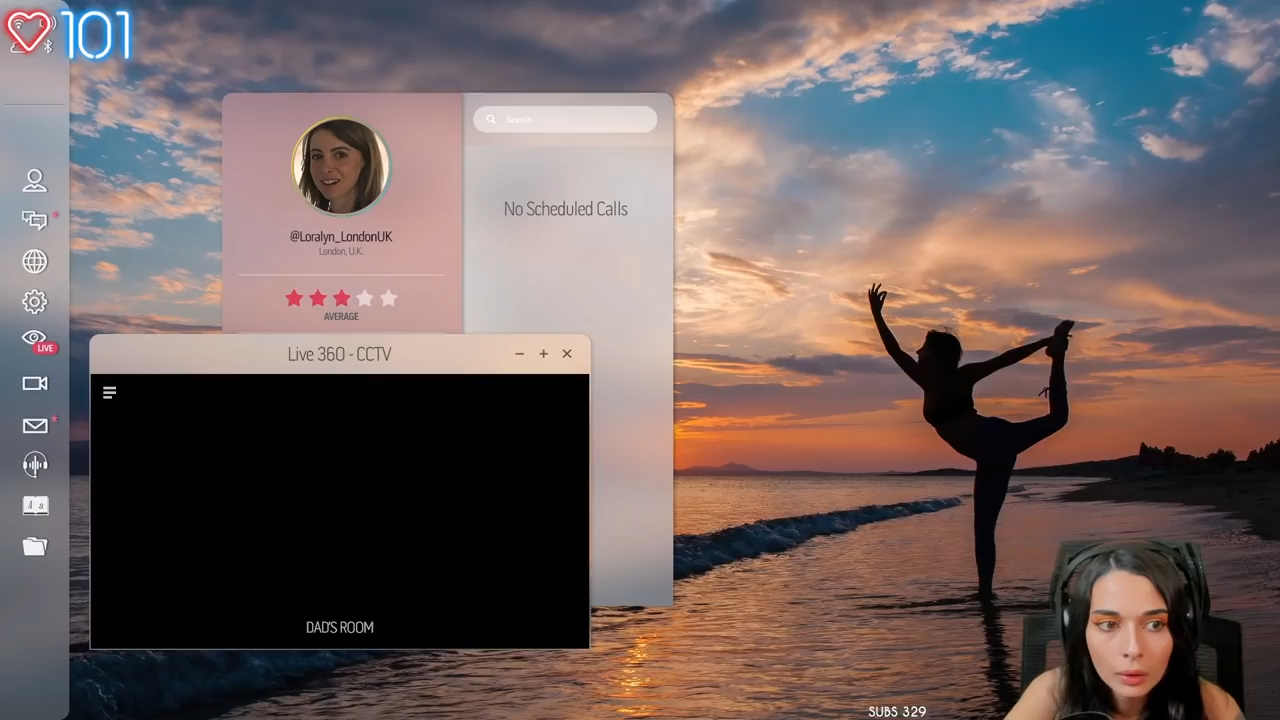 101
Search
@Loralyn_LondonUK
London, U.K.
No Scheduled Calls
AVERAGE
Live 360 - CCTV
LIVE
A a
DAD'S ROOM
SUBS 329